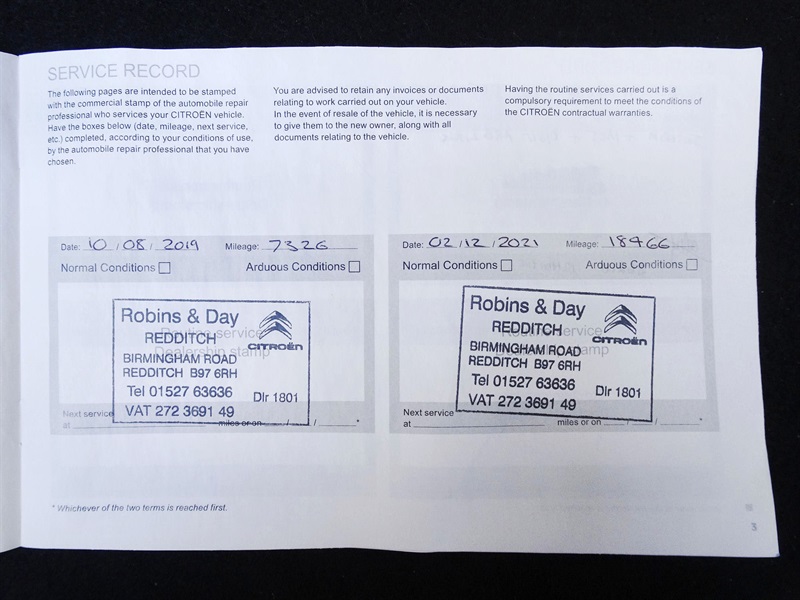 SERVICE RECORD
The following pages are intended to be stamped
with the commercial stamp of the automobile repair
professional who services your CITROËN vehicle.
Have the boxes below (date, mileage, next service,
etc.) completed, according to your conditions of use,
by the automobile repair professional that you have
chosen.
You are advised to retain any invoices or documents
relating to work carried out on your vehicle.
In the event of resale of the vehicle, it is necessary
to give them to the new owner, along with all
documents relating to the vehicle.
Having the routine services carried out is a
compulsory requirement to meet the conditions of
the CITROËN contractual warranties.
Date: 10 / 08 / 2019 Mileage: 7326
Normal Conditions Arduous Conditions
Routine service
Dealership stamp
Robins & Day
REDDITCH
CITROËN
BIRMINGHAM ROAD
REDDITCH B97 6RH
Tel 01527 63636 Dlr 1801
VAT 272 3691 49
Next service
at miles or on / / *
Date: 02 / 12 / 2021 Mileage: 18466
Normal Conditions Arduous Conditions
Robins & Day
REDDITCH
CITROËN
BIRMINGHAM ROAD
REDDITCH B97 6RH
Tel 01527 63636 Dlr 1801
VAT 272 3691 49
Next service
at miles or on / / *
* Whichever of the two terms is reached first.
3